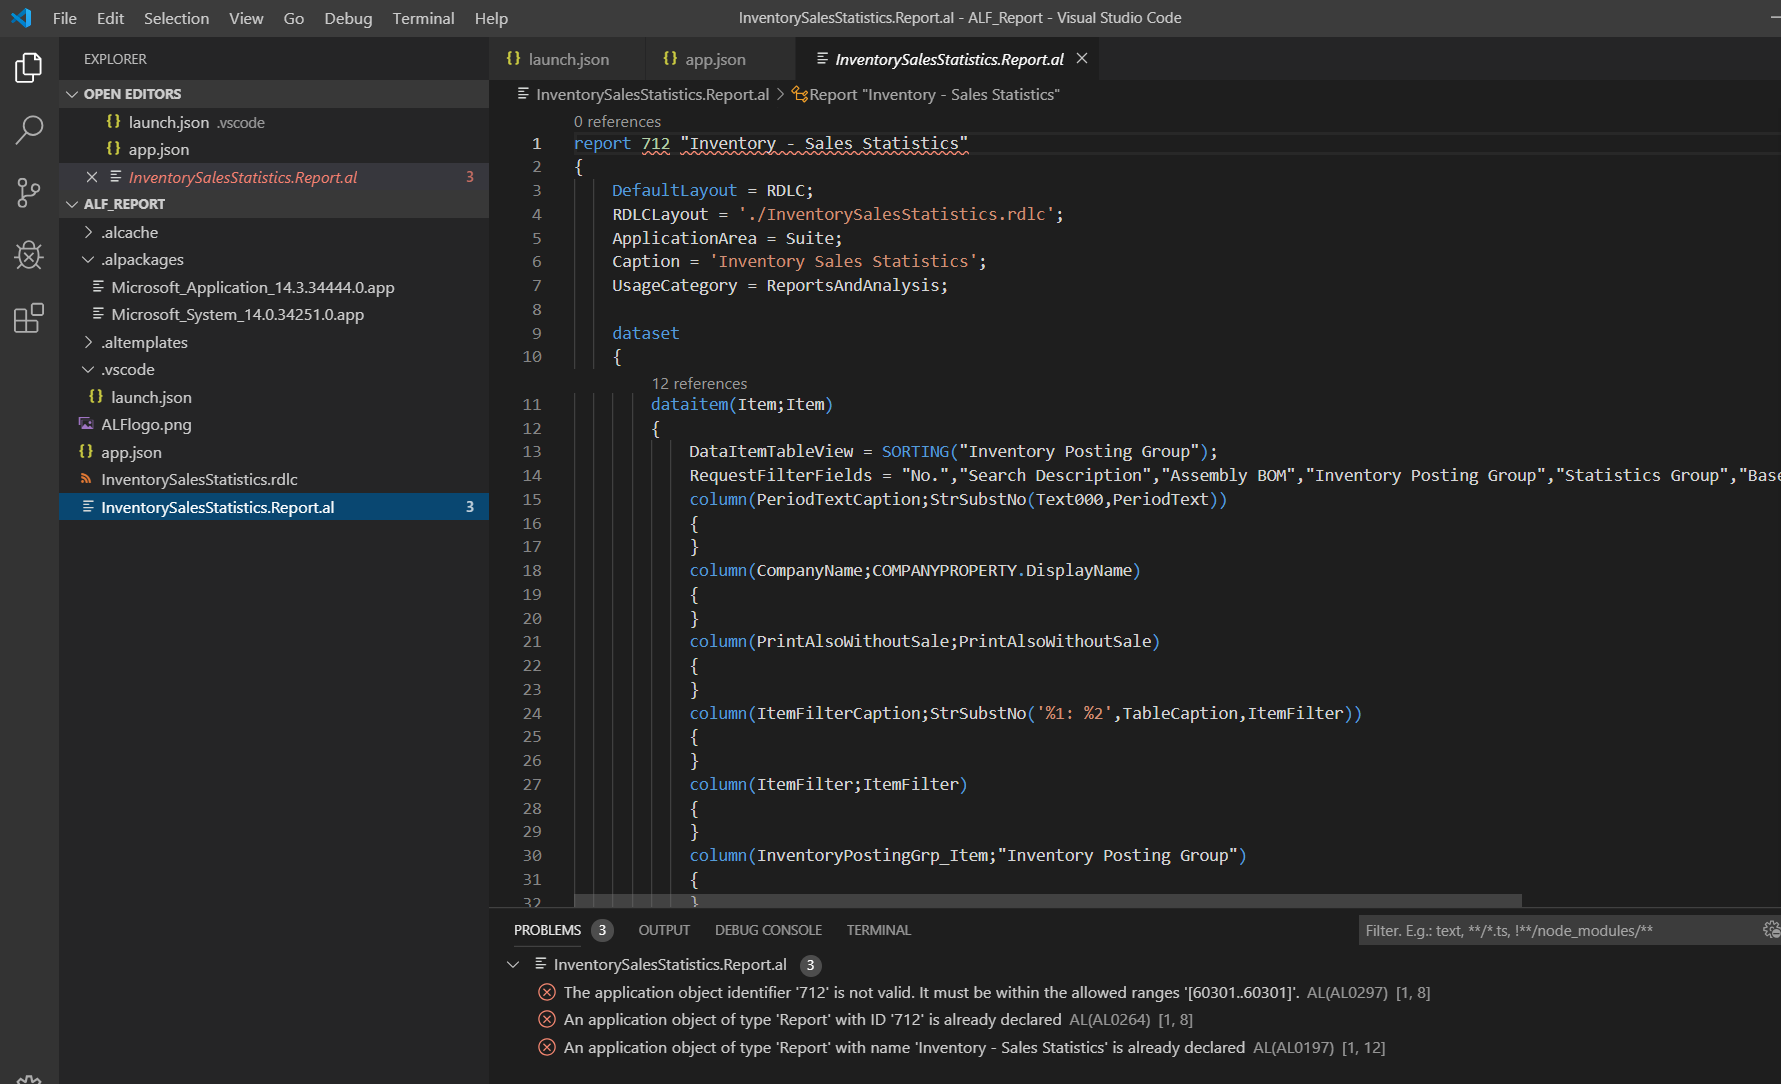 File Edit Selection View Go Debug Terminal Help
InventorySalesStatistics.Report.al - ALF_Report - Visual Studio Code
EXPLORER
OPEN EDITORS
{} launch.json .vscode
{} app.json
InventorySalesStatistics.Report.al 3
ALF_REPORT
.alcache
.alpackages
Microsoft_Application_14.3.34444.0.app
Microsoft_System_14.0.34251.0.app
.altemplates
.vscode
{} launch.json
ALFlogo.png
{} app.json
InventorySalesStatistics.rdlc
InventorySalesStatistics.Report.al 3
{} launch.json {} app.json InventorySalesStatistics.Report.al
InventorySalesStatistics.Report.al > Report "Inventory - Sales Statistics"
0 references
1 report 712 "Inventory - Sales Statistics"
2 {
3 DefaultLayout = RDLC;
4 RDLCLayout = './InventorySalesStatistics.rdlc';
5 ApplicationArea = Suite;
6 Caption = 'Inventory Sales Statistics';
7 UsageCategory = ReportsAndAnalysis;
8
9 dataset
10 {
12 references
11 dataitem(Item;Item)
12 {
13 DataItemTableView = SORTING("Inventory Posting Group");
14 RequestFilterFields = "No.","Search Description","Assembly BOM","Inventory Posting Group","Statistics Group","Base
15 column(PeriodTextCaption;StrSubstNo(Text000,PeriodText))
16 {
17 }
18 column(CompanyName;COMPANYPROPERTY.DisplayName)
19 {
20 }
21 column(PrintAlsoWithoutSale;PrintAlsoWithoutSale)
22 {
23 }
24 column(ItemFilterCaption;StrSubstNo('%1: %2',TableCaption,ItemFilter))
25 {
26 }
27 column(ItemFilter;ItemFilter)
28 {
29 }
30 column(InventoryPostingGrp_Item;"Inventory Posting Group")
31 {
32 }
PROBLEMS 3 OUTPUT DEBUG CONSOLE TERMINAL Filter. E.g.: text, **/*.ts, !**/node_modules/**
InventorySalesStatistics.Report.al 3
The application object identifier '712' is not valid. It must be within the allowed ranges '[60301..60301]'. AL(AL0297) [1, 8]
An application object of type 'Report' with ID '712' is already declared AL(AL0264) [1, 8]
An application object of type 'Report' with name 'Inventory - Sales Statistics' is already declared AL(AL0197) [1, 12]